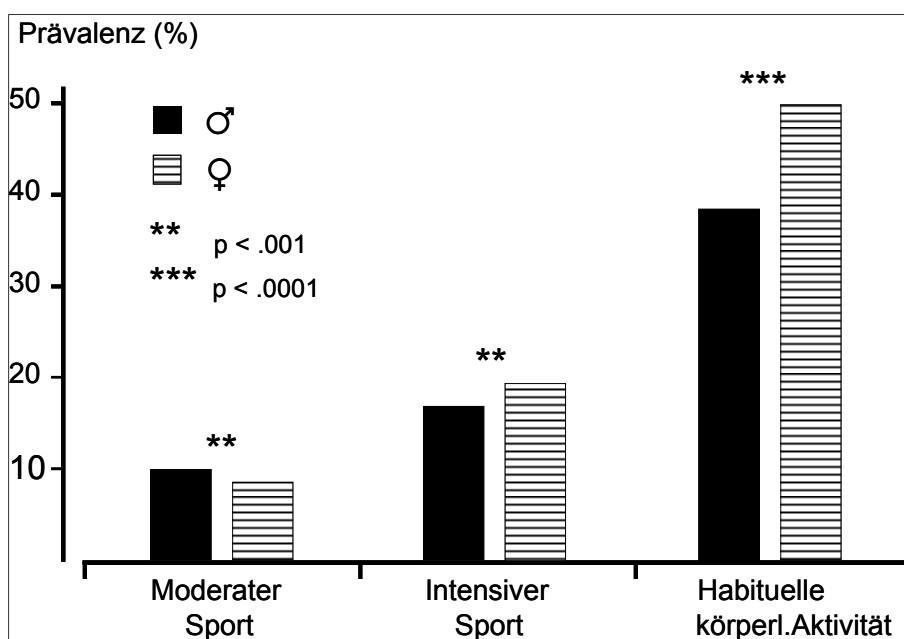 Prävalenz (%)
50
40
30
20
10
♂
♀
** p < .001
*** p < .0001
**
**
***
Moderater
Sport
Intensiver
Sport
Habituelle
körperl.Aktivität